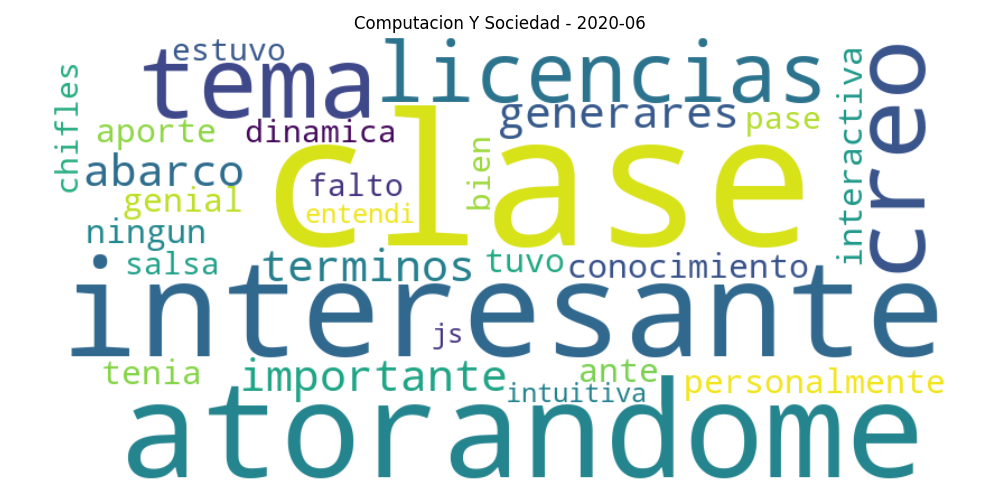 Computacion Y Sociedad - 2020-06
estuvo
tema
licencias
creo
chifles
aporte
dinamica
generares
pase
interactiva
clase
abarco
falto
bien
genial
entendi
ningun
salsa
terminos
tuvo
conocimiento
interesante
js
tenia
importante
ante
intuitiva
personalmente
atorandome